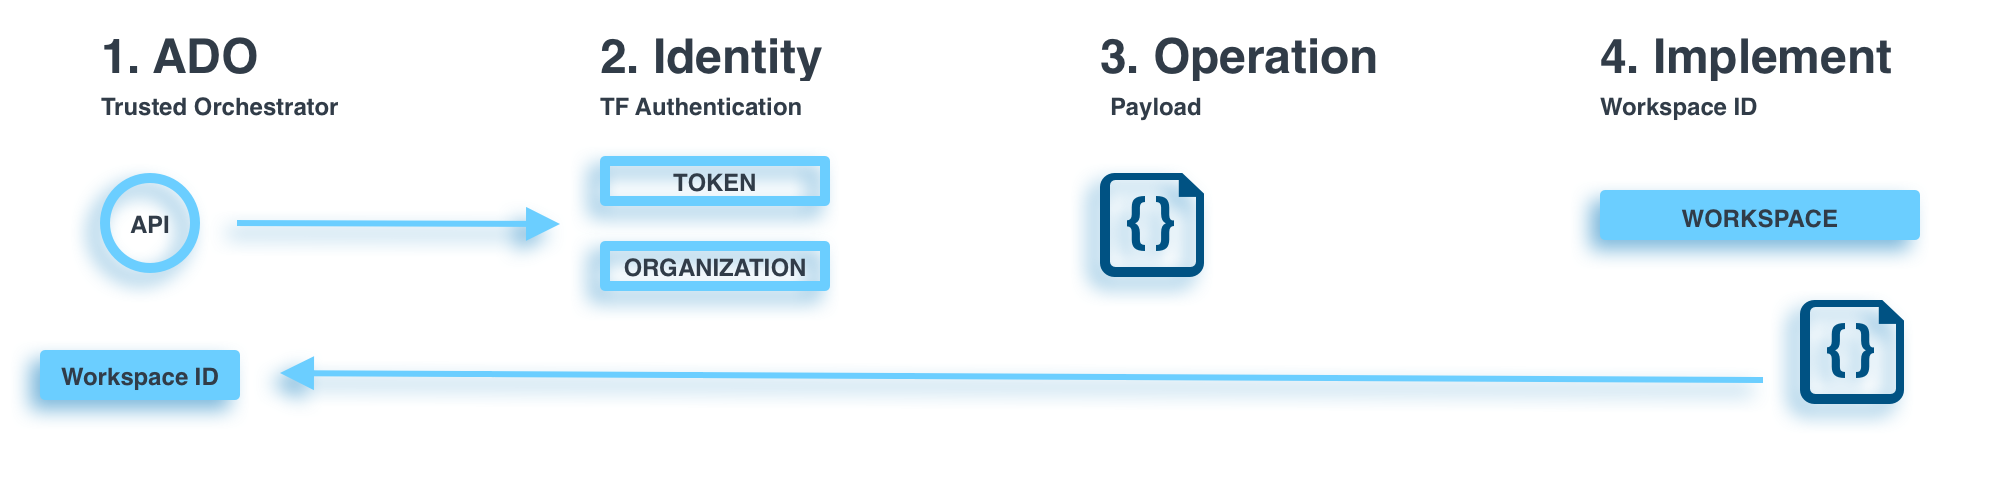 1. ADO
Trusted Orchestrator
2. Identity
TF Authentication
3. Operation
Payload
4. Implement
Workspace ID
API
TOKEN
ORGANIZATION
{}
WORKSPACE
{}
Workspace ID